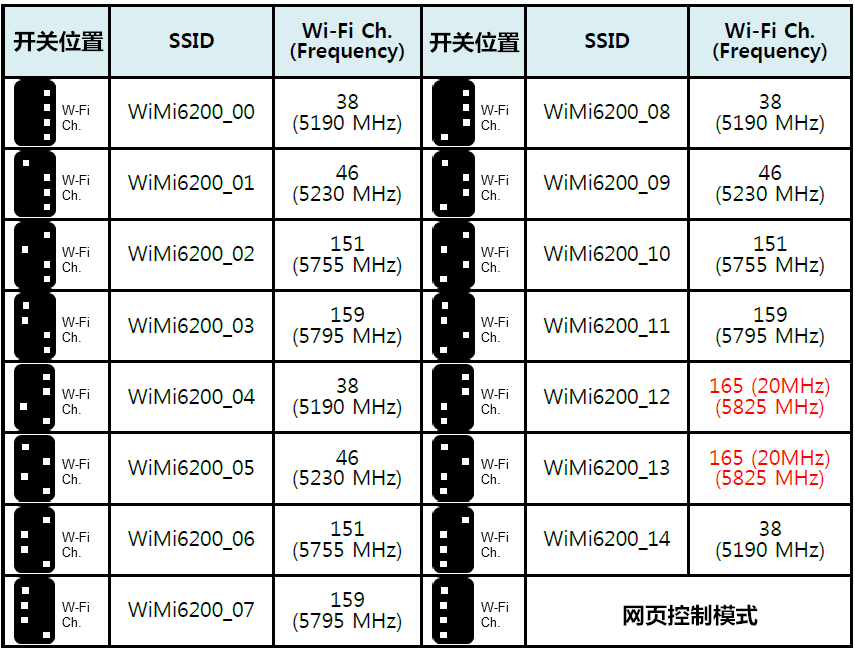 开关位置 SSID Wi-Fi Ch. (Frequency) 开关位置 SSID Wi-Fi Ch. (Frequency)
W-Fi Ch. WiMi6200_00 38 (5190 MHz) W-Fi Ch. WiMi6200_08 38 (5190 MHz)
W-Fi Ch. WiMi6200_01 46 (5230 MHz) W-Fi Ch. WiMi6200_09 46 (5230 MHz)
W-Fi Ch. WiMi6200_02 151 (5755 MHz) W-Fi Ch. WiMi6200_10 151 (5755 MHz)
W-Fi Ch. WiMi6200_03 159 (5795 MHz) W-Fi Ch. WiMi6200_11 159 (5795 MHz)
W-Fi Ch. WiMi6200_04 38 (5190 MHz) W-Fi Ch. WiMi6200_12 165 (20MHz) (5825 MHz)
W-Fi Ch. WiMi6200_05 46 (5230 MHz) W-Fi Ch. WiMi6200_13 165 (20MHz) (5825 MHz)
W-Fi Ch. WiMi6200_06 151 (5755 MHz) W-Fi Ch. WiMi6200_14 38 (5190 MHz)
W-Fi Ch. WiMi6200_07 159 (5795 MHz) W-Fi Ch. 网页控制模式